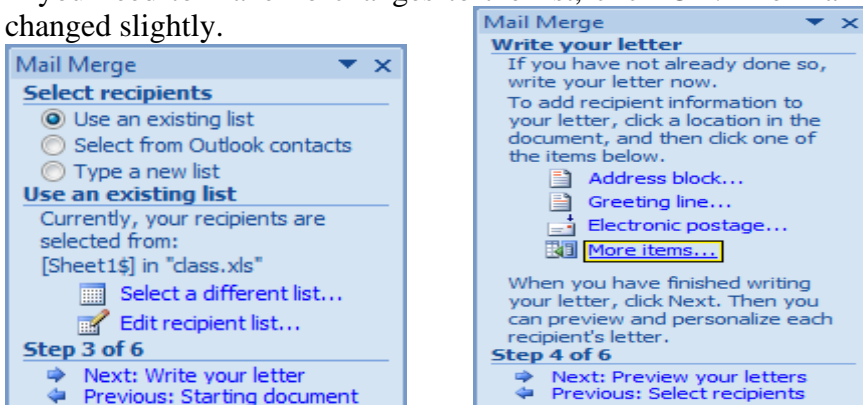 changed slightly.
Mail Merge
Select recipients
Use an existing list
Select from Outlook contacts
Type a new list
Use an existing list
Currently, your recipients are
selected from:
[Sheet1$] in "class.xls"
Select a different list...
Edit recipient list...
Step 3 of 6
Next: Write your letter
Previous: Starting document
Mail Merge
Write your letter
If you have not already done so,
write your letter now.
To add recipient information to
your letter, click a location in the
document, and then click one of
the items below.
Address block...
Greeting line...
Electronic postage...
More items...
When you have finished writing
your letter, click Next. Then you
can preview and personalize each
recipient's letter.
Step 4 of 6
Next: Preview your letters
Previous: Select recipients